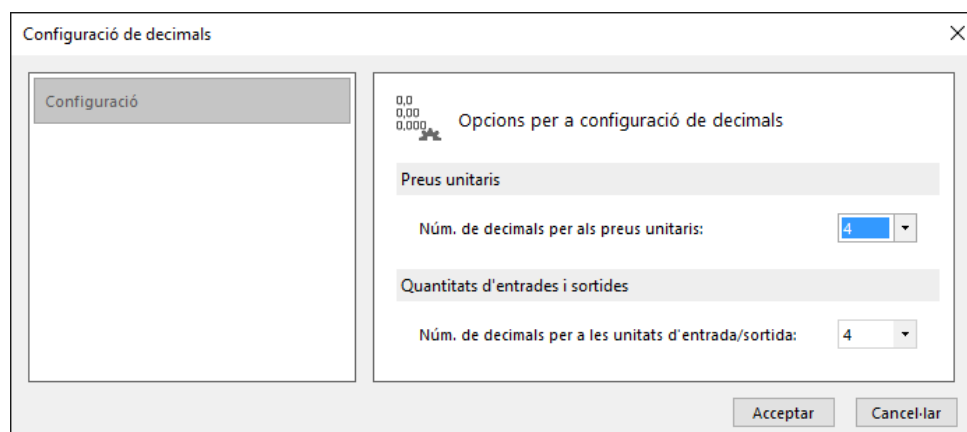 Configuració de decimals
Configuració
0,0
0,00
0,000
Opcions per a configuració de decimals
Preus unitaris
Núm. de decimals per als preus unitaris: 4
Quantitats d'entrades i sortides
Núm. de decimals per a les unitats d'entrada/sortida: 4
Acceptar Cancel·lar